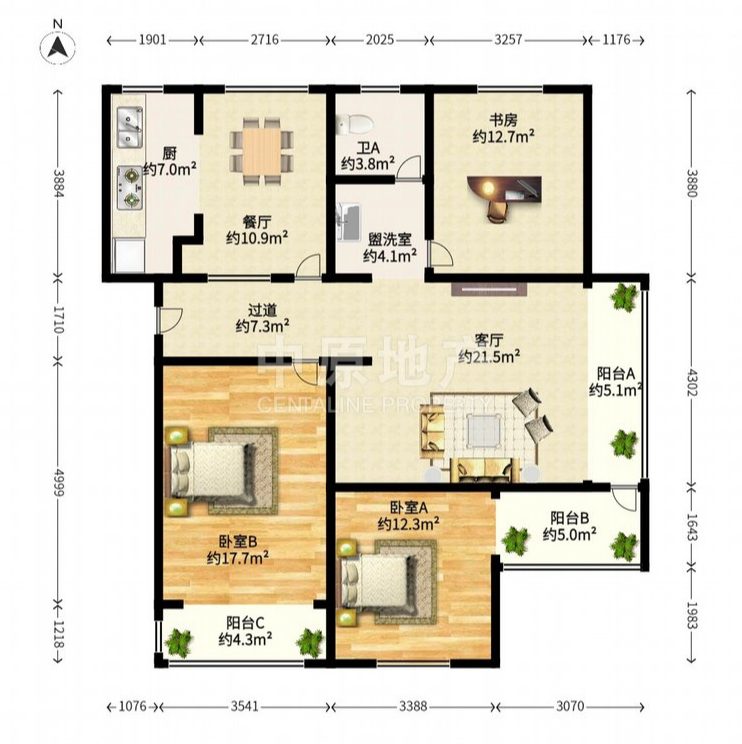 N
1901
2716
2025
3257
1176
3884
1710
4999
1218
3880
4302
1643
1983
厨
约7.0m²
餐厅
约10.9m²
卫A
约3.8m²
书房
约12.7m²
盥洗室
约4.1m²
过道
约7.3m²
客厅
约21.5m²
阳台A
约5.1m²
中原地产
CENTALINE PROPERTY
卧室B
约17.7m²
卧室A
约12.3m²
阳台B
约5.0m²
阳台C
约4.3m²
1076
3541
3388
3070